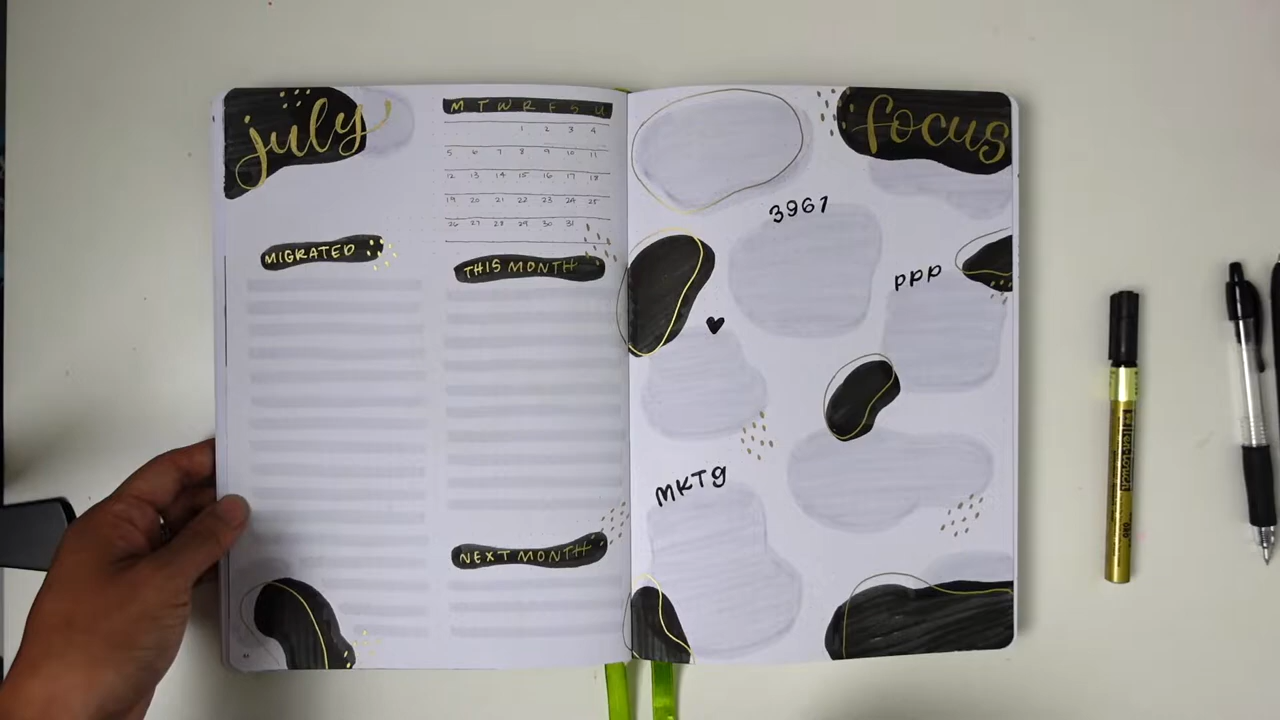 july
M T W R F S U
1 2 3 4
5 6 7 8 9 10 11
12 13 14 15 16 17 18
19 20 21 22 23 24 25
26 27 28 29 30 31
MIGRATED
THIS MONTH
NEXT MONTH
focus
3961
PPP
♥
MKTG